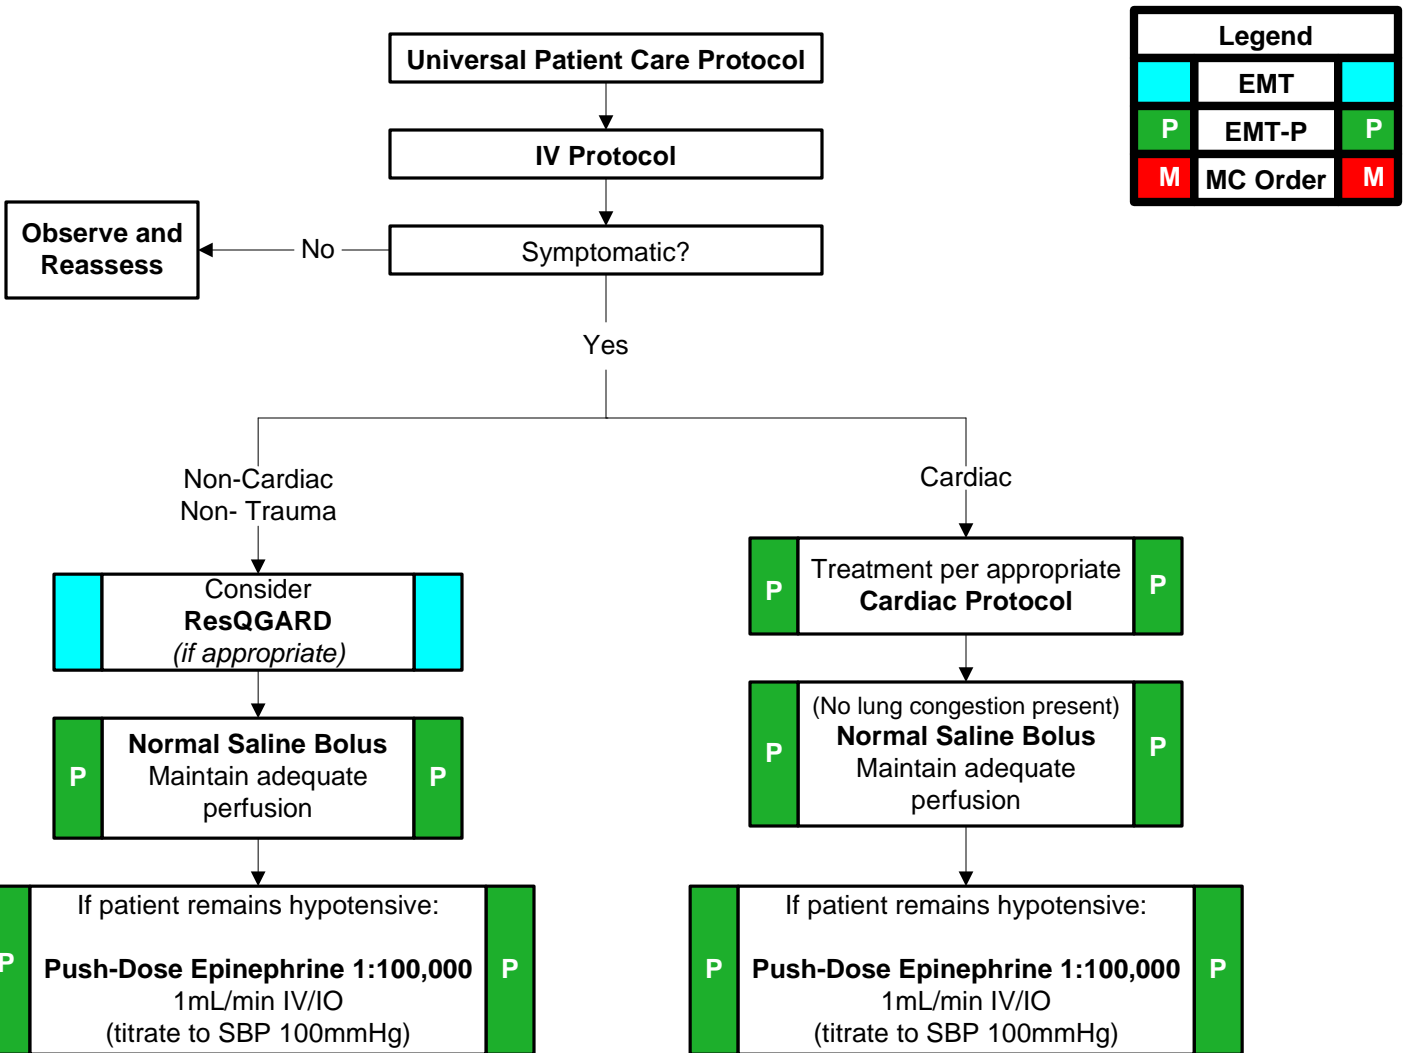 Universal Patient Care Protocol
IV Protocol
Symptomatic?
No
Observe and
Reassess
Yes
Legend
EMT
P EMT-P P
M MC Order M
Non-Cardiac
Non- Trauma
Consider
ResQGARD
(if appropriate)
P P
Normal Saline Bolus
Maintain adequate
perfusion
P P
If patient remains hypotensive:
Push-Dose Epinephrine 1:100,000
1mL/min IV/IO
(titrate to SBP 100mmHg)
Cardiac
P P
Treatment per appropriate
Cardiac Protocol
P P
(No lung congestion present)
Normal Saline Bolus
Maintain adequate
perfusion
P P
If patient remains hypotensive:
Push-Dose Epinephrine 1:100,000
1mL/min IV/IO
(titrate to SBP 100mmHg)